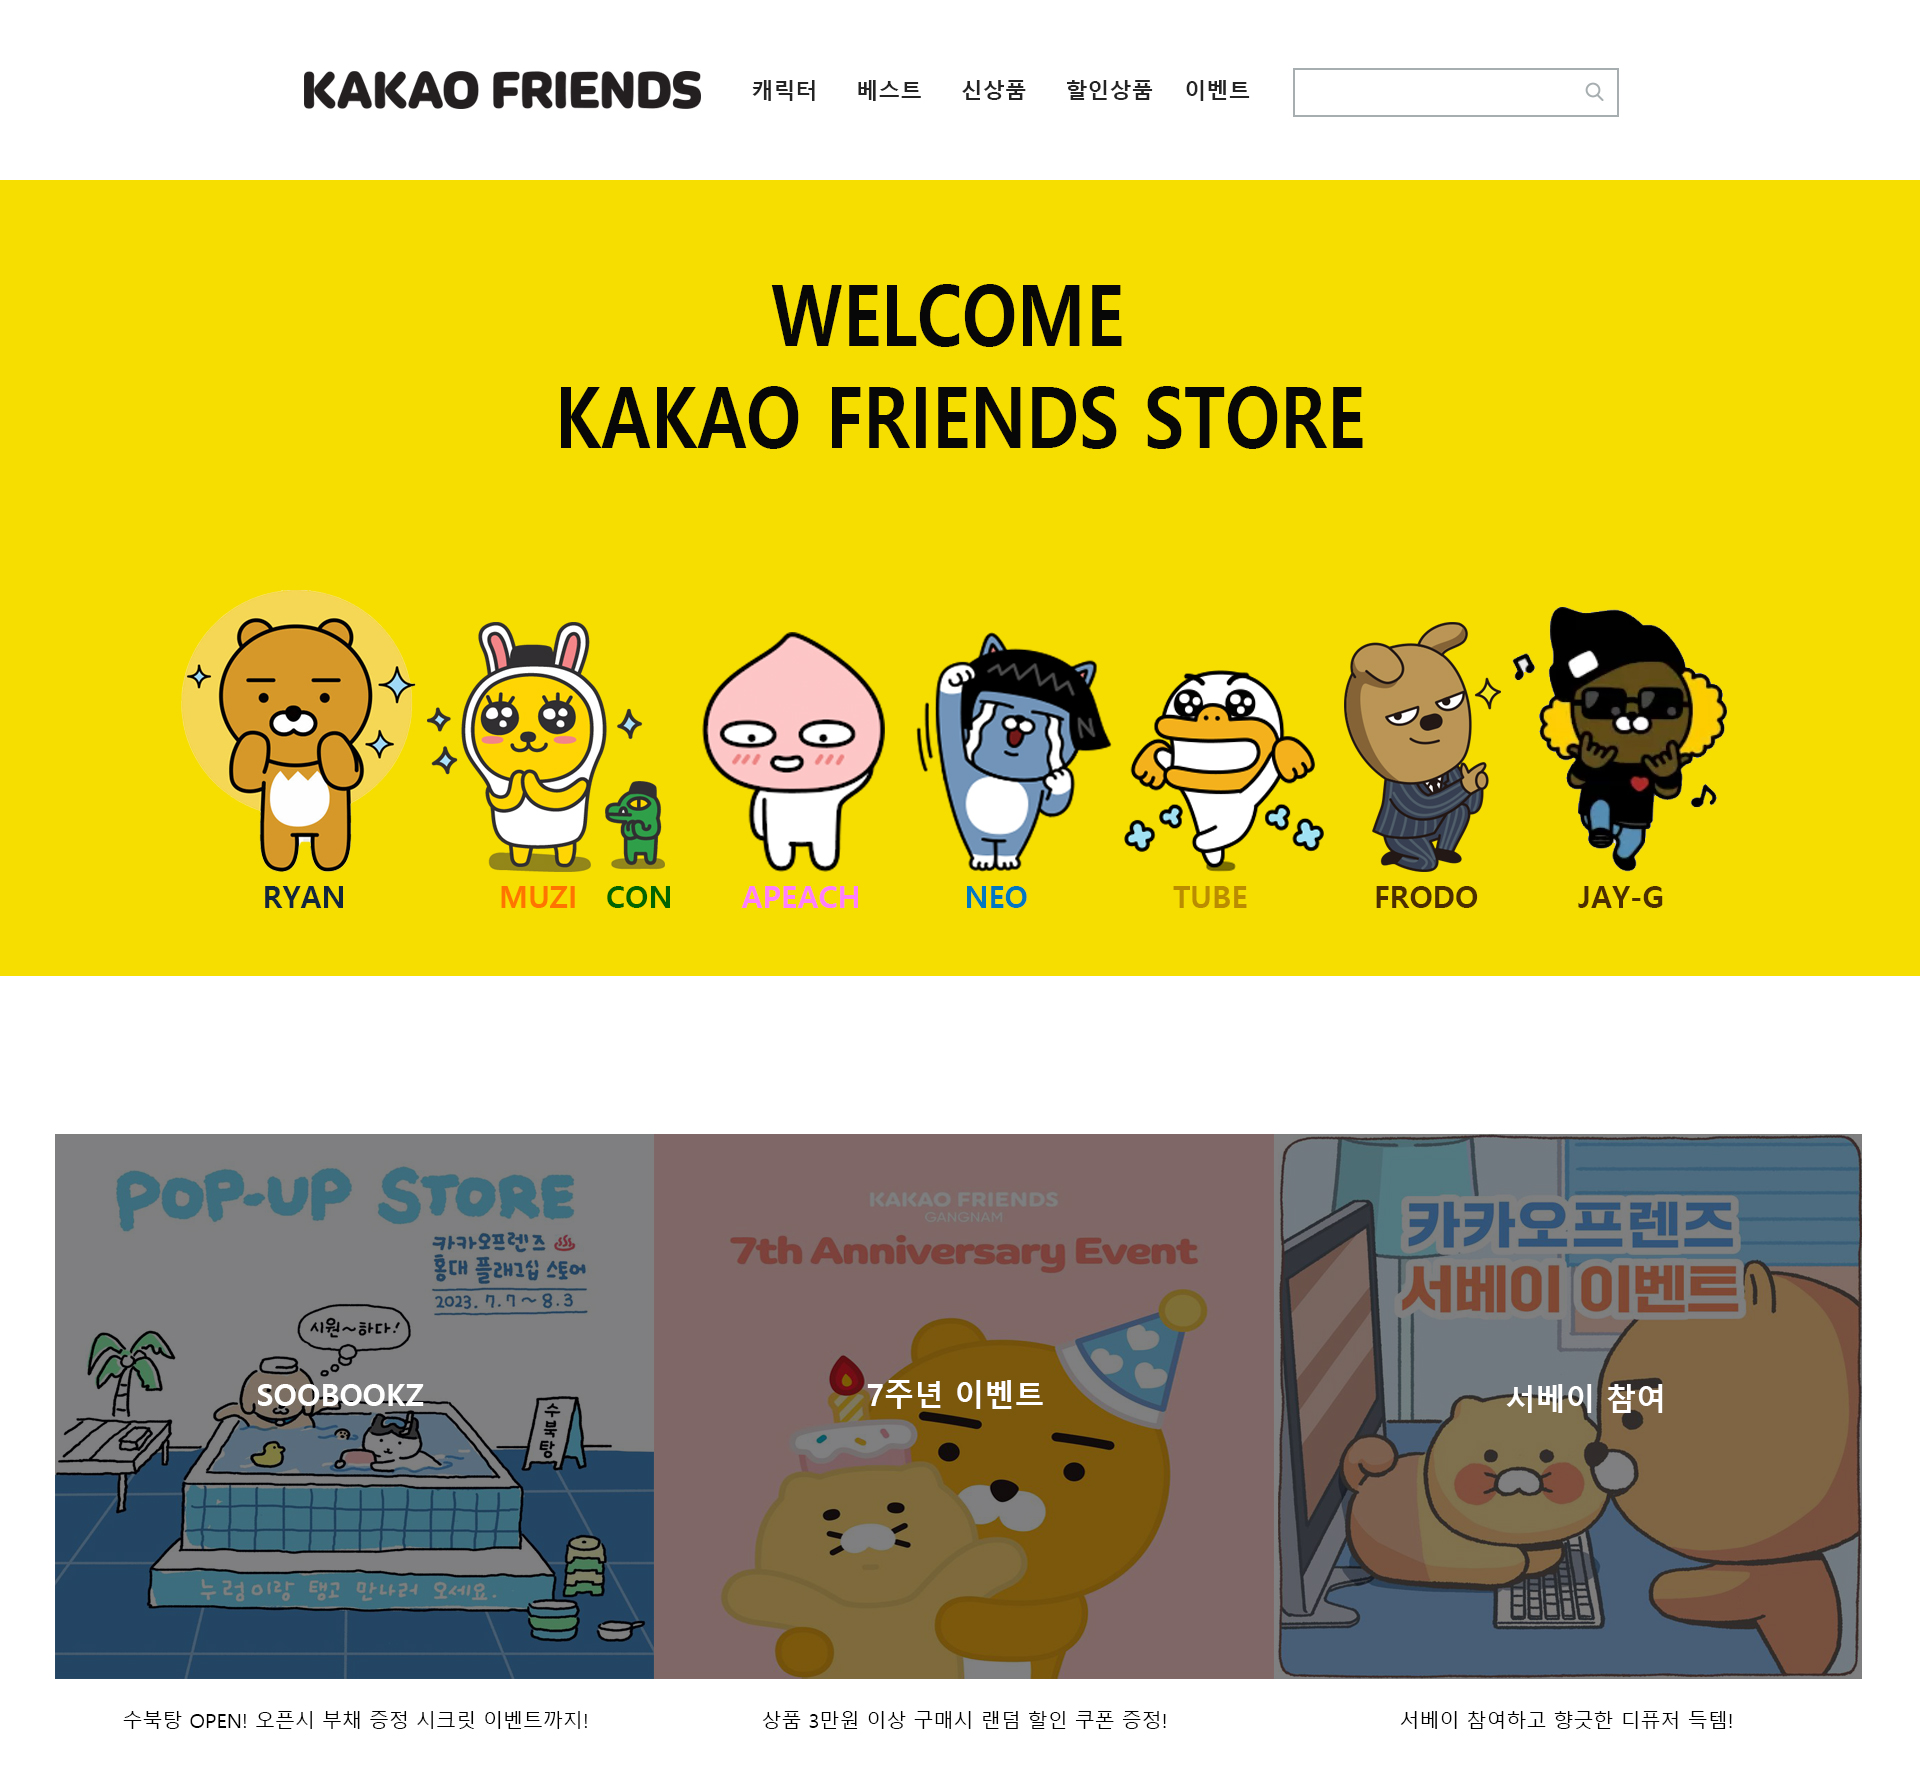 KAKAO FRIENDS 캐릭터 베스트 신상품 할인상품 이벤트
WELCOME
KAKAO FRIENDS STORE
N
RYAN MUZI CON APEACH NEO TUBE FRODO JAY-G
POP-UP STORE
카카오프렌즈
홍대 플래그십 스토어
2023. 7. 7 ~ 8. 3
시원~하다!
SOOBOOKZ
수북탕
누렁이랑 탱고 만나러 오세요.
KAKAO FRIENDS
GANGNAM
7th Anniversary Event
7주년 이벤트
카카오프렌즈
서베이 이벤트
서베이 참여
수북탕 OPEN! 오픈시 부채 증정 시크릿 이벤트까지!
상품 3만원 이상 구매시 랜덤 할인 쿠폰 증정!
서베이 참여하고 향긋한 디퓨저 득템!